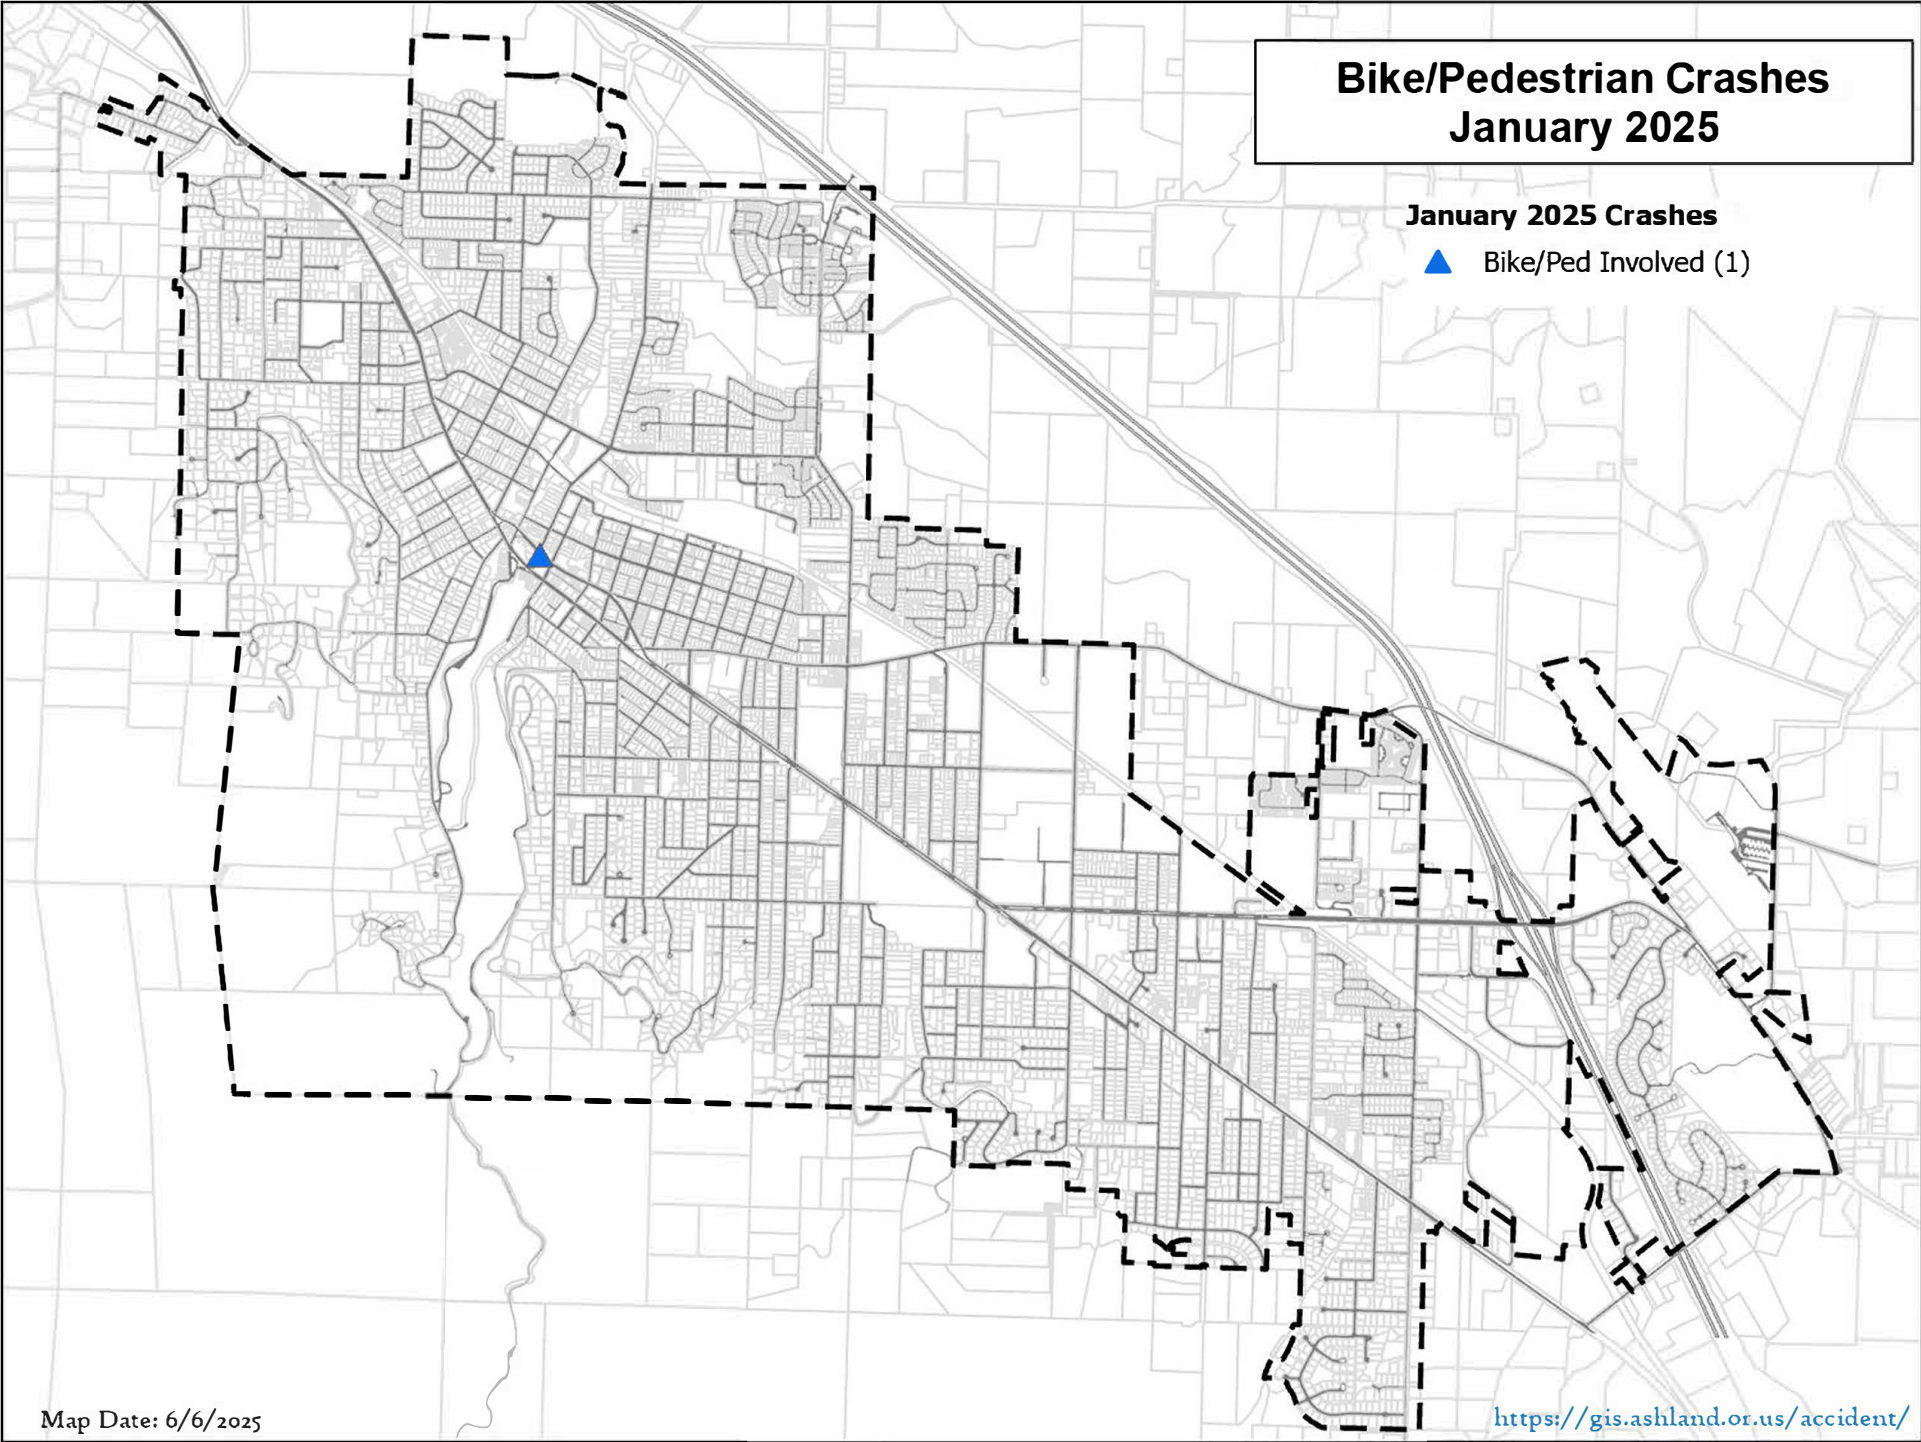 Bike/Pedestrian Crashes
January 2025
January 2025 Crashes
Bike/Ped Involved (1)
Map Date: 6/6/2025
https://gis.ashland.or.us/accident/